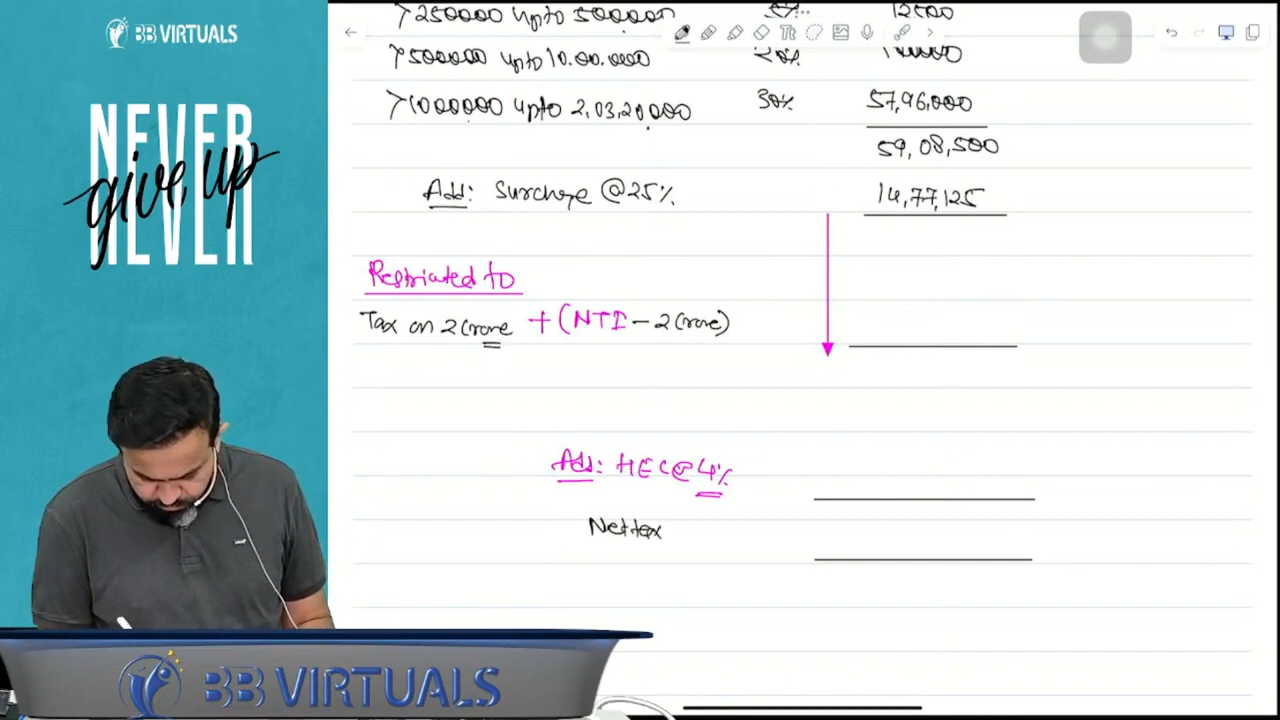 BB VIRTUALS
NEVER
give up
NEVER
>250000 upto 500000 5% 12500
>500000 upto 10.00.000 20%
>1000000 upto 2,03,20,000 30% 57,96,000
59,08,500
Add: Surcharge @25% 14,77,125
Restricted to
Tax on 2 Crore + (NTI - 2 Crore)
Add: HEC@4%
Net tax
BB VIRTUALS